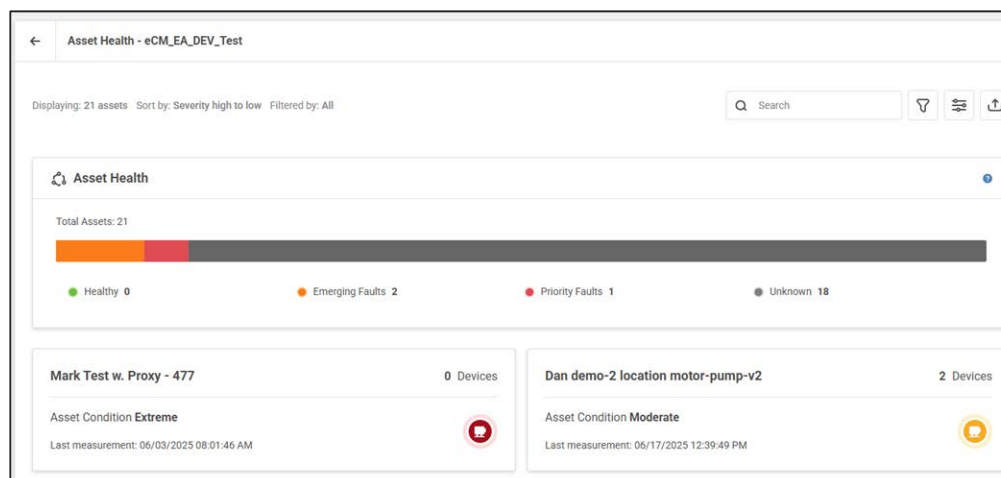 Asset Health - eCM_EA_DEV_Test
Displaying: 21 assets Sort by: Severity high to low Filtered by: All
Search
Asset Health
Total Assets: 21
Healthy 0 Emerging Faults 2 Priority Faults 1 Unknown 18
Mark Test w. Proxy - 477 0 Devices
Asset Condition Extreme
Last measurement: 06/03/2025 08:01:46 AM
Dan demo-2 location motor-pump-v2 2 Devices
Asset Condition Moderate
Last measurement: 06/17/2025 12:39:49 PM